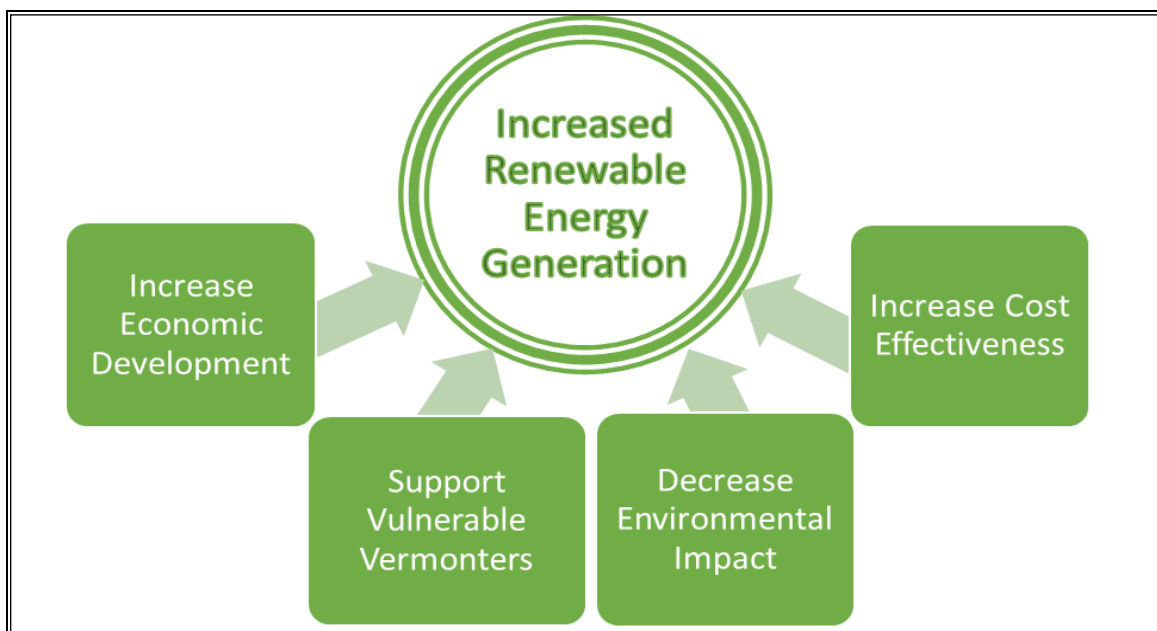 Increased
Renewable
Energy
Generation
Increase
Economic
Development
Support
Vulnerable
Vermonters
Decrease
Environmental
Impact
Increase Cost
Effectiveness